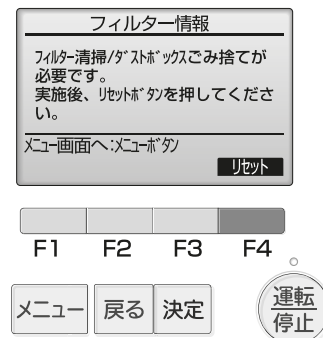 フィルター情報
フィルター清掃/ダストボックスごみ捨てが
必要です。
実施後、リセットボタンを押してくださ
い。
メニュー画面へ:メニューボタン
リセット
F1 F2 F3 F4
メニュー 戻る 決定 運転
停止